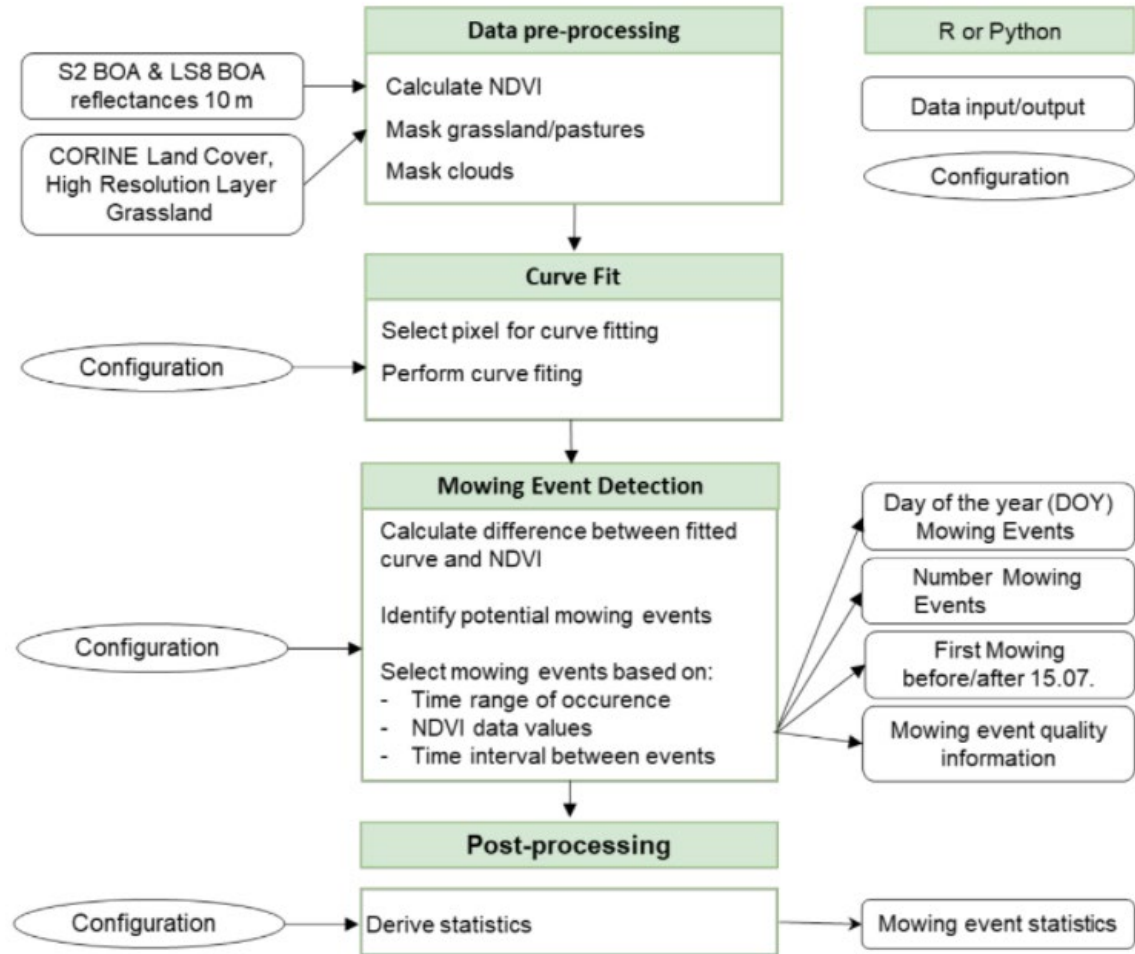 Data pre-processing
R or Python
S2 BOA & LS8 BOA
reflectances 10 m
Calculate NDVI
Data input/output
Mask grassland/pastures
CORINE Land Cover,
High Resolution Layer
Grassland
Mask clouds
Configuration
Curve Fit
Select pixel for curve fitting
Configuration
Perform curve fiting
Mowing Event Detection
Calculate difference between fitted
curve and NDVI
Day of the year (DOY)
Mowing Events
Number Mowing
Events
Identify potential mowing events
Configuration
Select mowing events based on:
- Time range of occurence
- NDVI data values
- Time interval between events
First Mowing
before/after 15.07.
Mowing event quality
information
Post-processing
Configuration
Derive statistics
Mowing event statistics